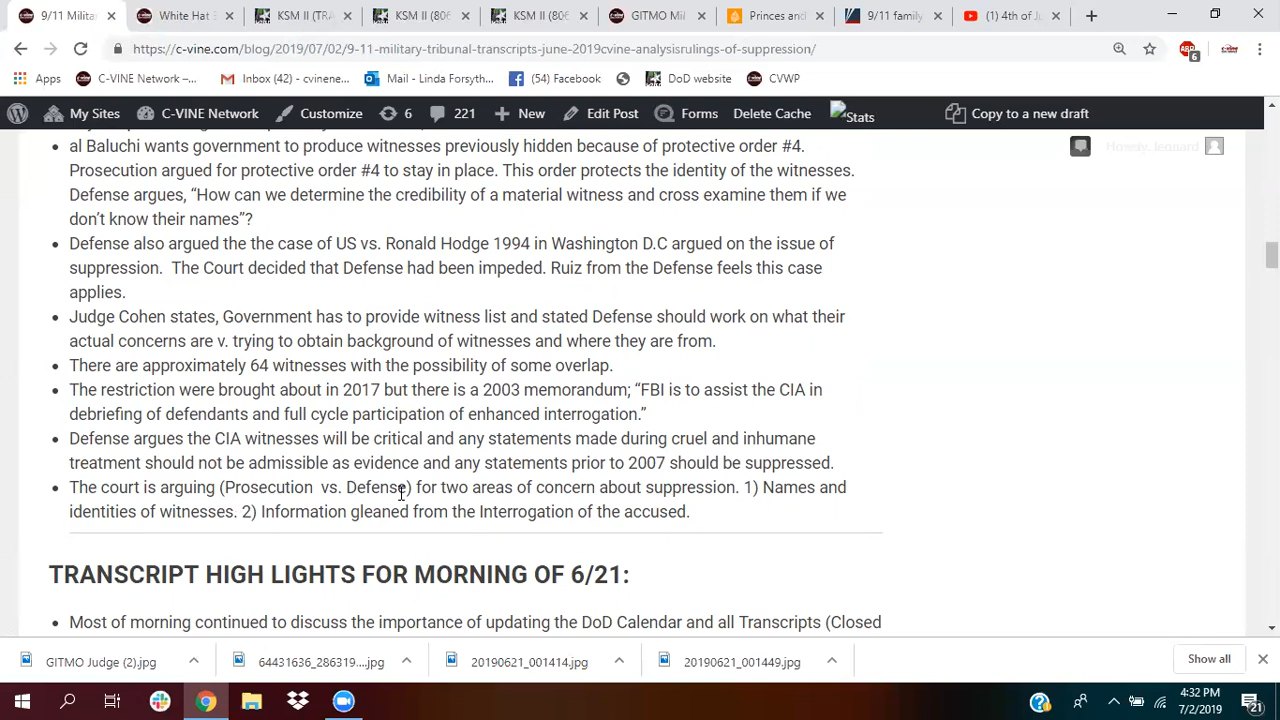 9/11 Milita
White Hat E
KSM II (TRA
KSM II (806
KSM II (806
GITMO Mil
Princes and
9/11 family
(1) 4th of Ju
https://c-vine.com/blog/2019/07/02/9-11-military-tribunal-transcripts-june-2019cvine-analysisrulings-of-suppression/
ABP
6
Apps
C-VINE Network –...
Inbox (42) - cvinene...
Mail - Linda Forsyth...
(54) Facebook
DoD website
CVWP
My Sites
C-VINE Network
Customize
6
221
New
Edit Post
Forms
Delete Cache
Stats
Copy to a new draft
Howdy, leonard
• al Baluchi wants government to produce witnesses previously hidden because of protective order #4.
Prosecution argued for protective order #4 to stay in place. This order protects the identity of the witnesses.
Defense argues, “How can we determine the credibility of a material witness and cross examine them if we
don’t know their names”?
• Defense also argued the the case of US vs. Ronald Hodge 1994 in Washington D.C argued on the issue of
suppression.  The Court decided that Defense had been impeded. Ruiz from the Defense feels this case
applies.
• Judge Cohen states, Government has to provide witness list and stated Defense should work on what their
actual concerns are v. trying to obtain background of witnesses and where they are from.
• There are approximately 64 witnesses with the possibility of some overlap.
• The restriction were brought about in 2017 but there is a 2003 memorandum; “FBI is to assist the CIA in
debriefing of defendants and full cycle participation of enhanced interrogation.”
• Defense argues the CIA witnesses will be critical and any statements made during cruel and inhumane
treatment should not be admissible as evidence and any statements prior to 2007 should be suppressed.
• The court is arguing (Prosecution  vs. Defense) for two areas of concern about suppression. 1) Names and
identities of witnesses. 2) Information gleaned from the Interrogation of the accused.
TRANSCRIPT HIGH LIGHTS FOR MORNING OF 6/21:
• Most of morning continued to discuss the importance of updating the DoD Calendar and all Transcripts (Closed
GITMO Judge (2).jpg
64431636_286319....jpg
20190621_001414.jpg
20190621_001449.jpg
Show all
4:32 PM
7/2/2019
21